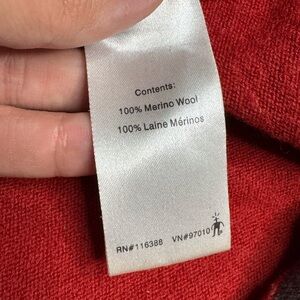 Contents:
100% Merino Wool
100% Laine Mérinos
RN#116388 VN#97010